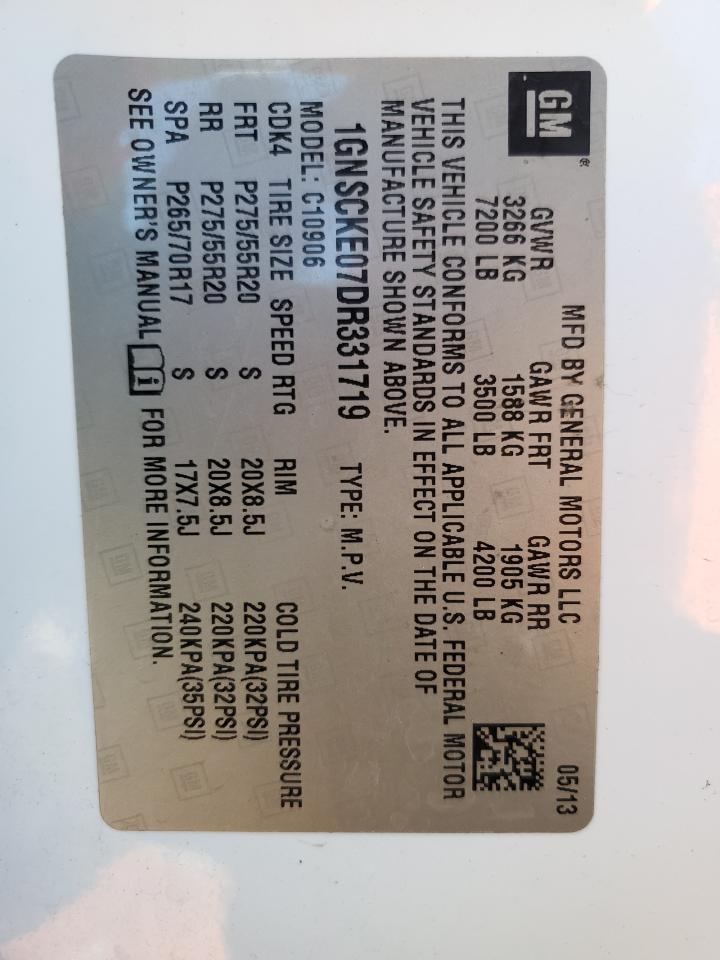 GM
MFD BY GENERAL MOTORS LLC 05/13
GVWR GAWR FRT GAWR RR
3266 KG 1588 KG 1905 KG
7200 LB 3500 LB 4200 LB
THIS VEHICLE CONFORMS TO ALL APPLICABLE U.S. FEDERAL MOTOR
VEHICLE SAFETY STANDARDS IN EFFECT ON THE DATE OF
MANUFACTURE SHOWN ABOVE.
1GNSCKE07DR331719 TYPE: M.P.V.
MODEL: C10906
CDK4 TIRE SIZE SPEED RTG RIM COLD TIRE PRESSURE
FRT P275/55R20 S 20X8.5J 220KPA(32PSI)
RR P275/55R20 S 20X8.5J 220KPA(32PSI)
SPA P265/70R17 S 17X7.5J 240KPA(35PSI)
SEE OWNER'S MANUAL FOR MORE INFORMATION.